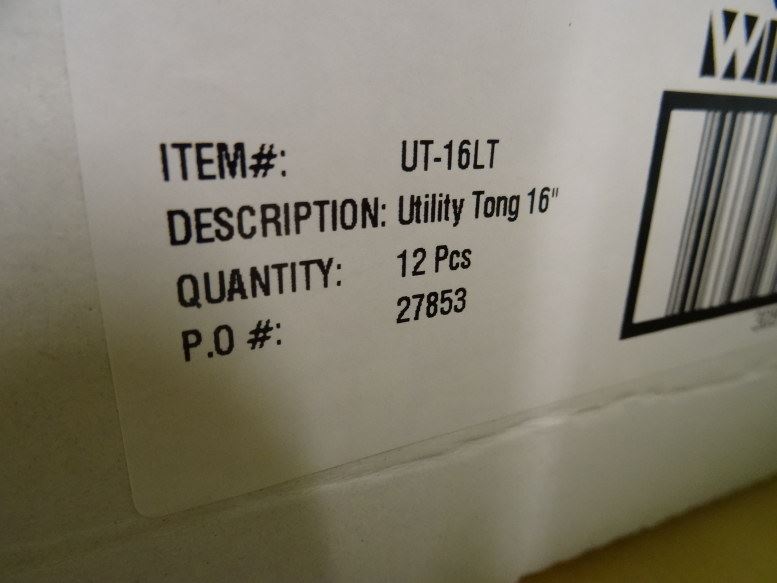 ITEM#: UT-16LT
DESCRIPTION: Utility Tong 16"
QUANTITY: 12 Pcs
P.O #: 27853